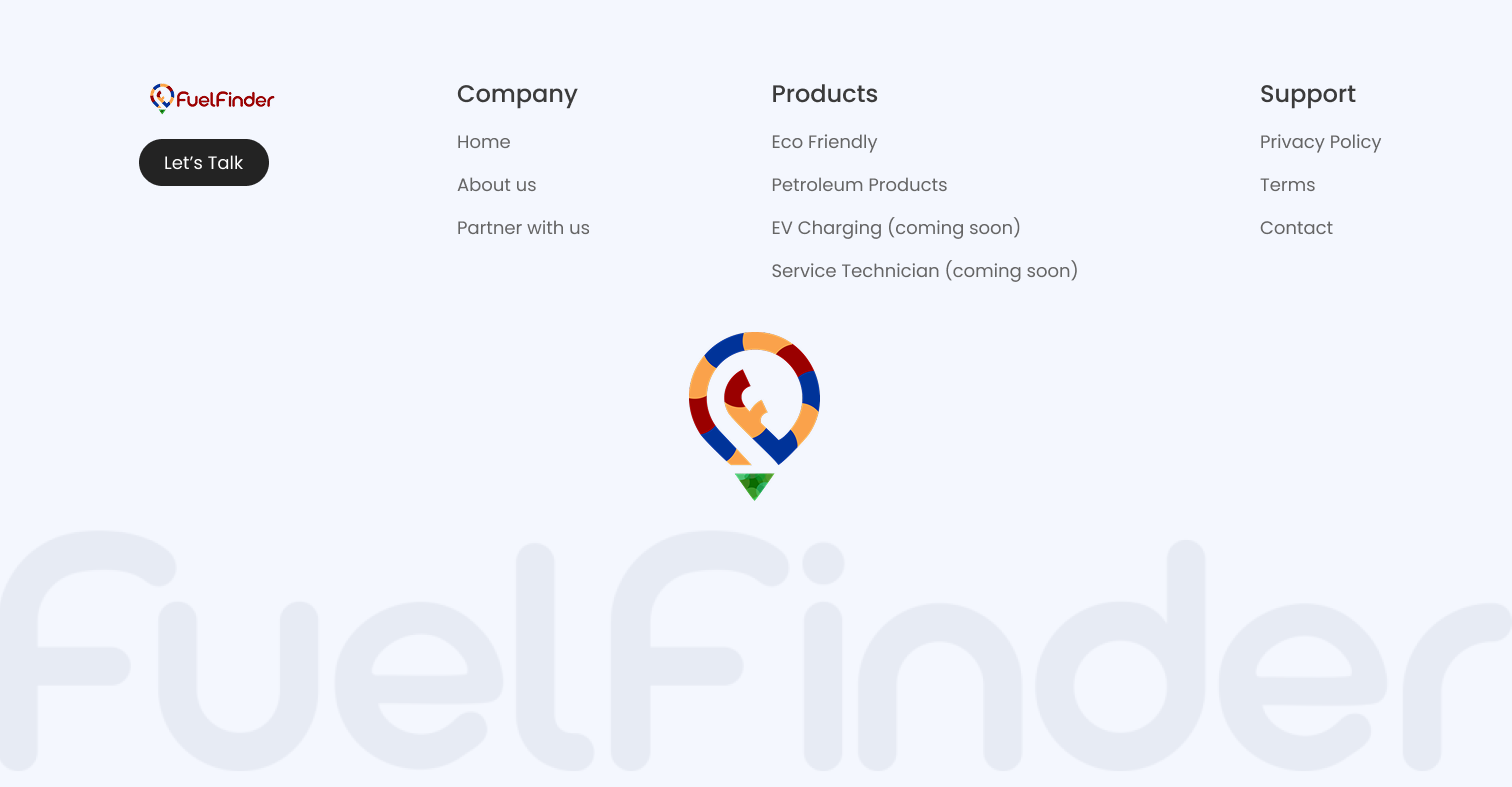 FuelFinder
Let’s Talk
Company
Home
About us
Partner with us
Products
Eco Friendly
Petroleum Products
EV Charging (coming soon)
Service Technician (coming soon)
Support
Privacy Policy
Terms
Contact
FuelFinder